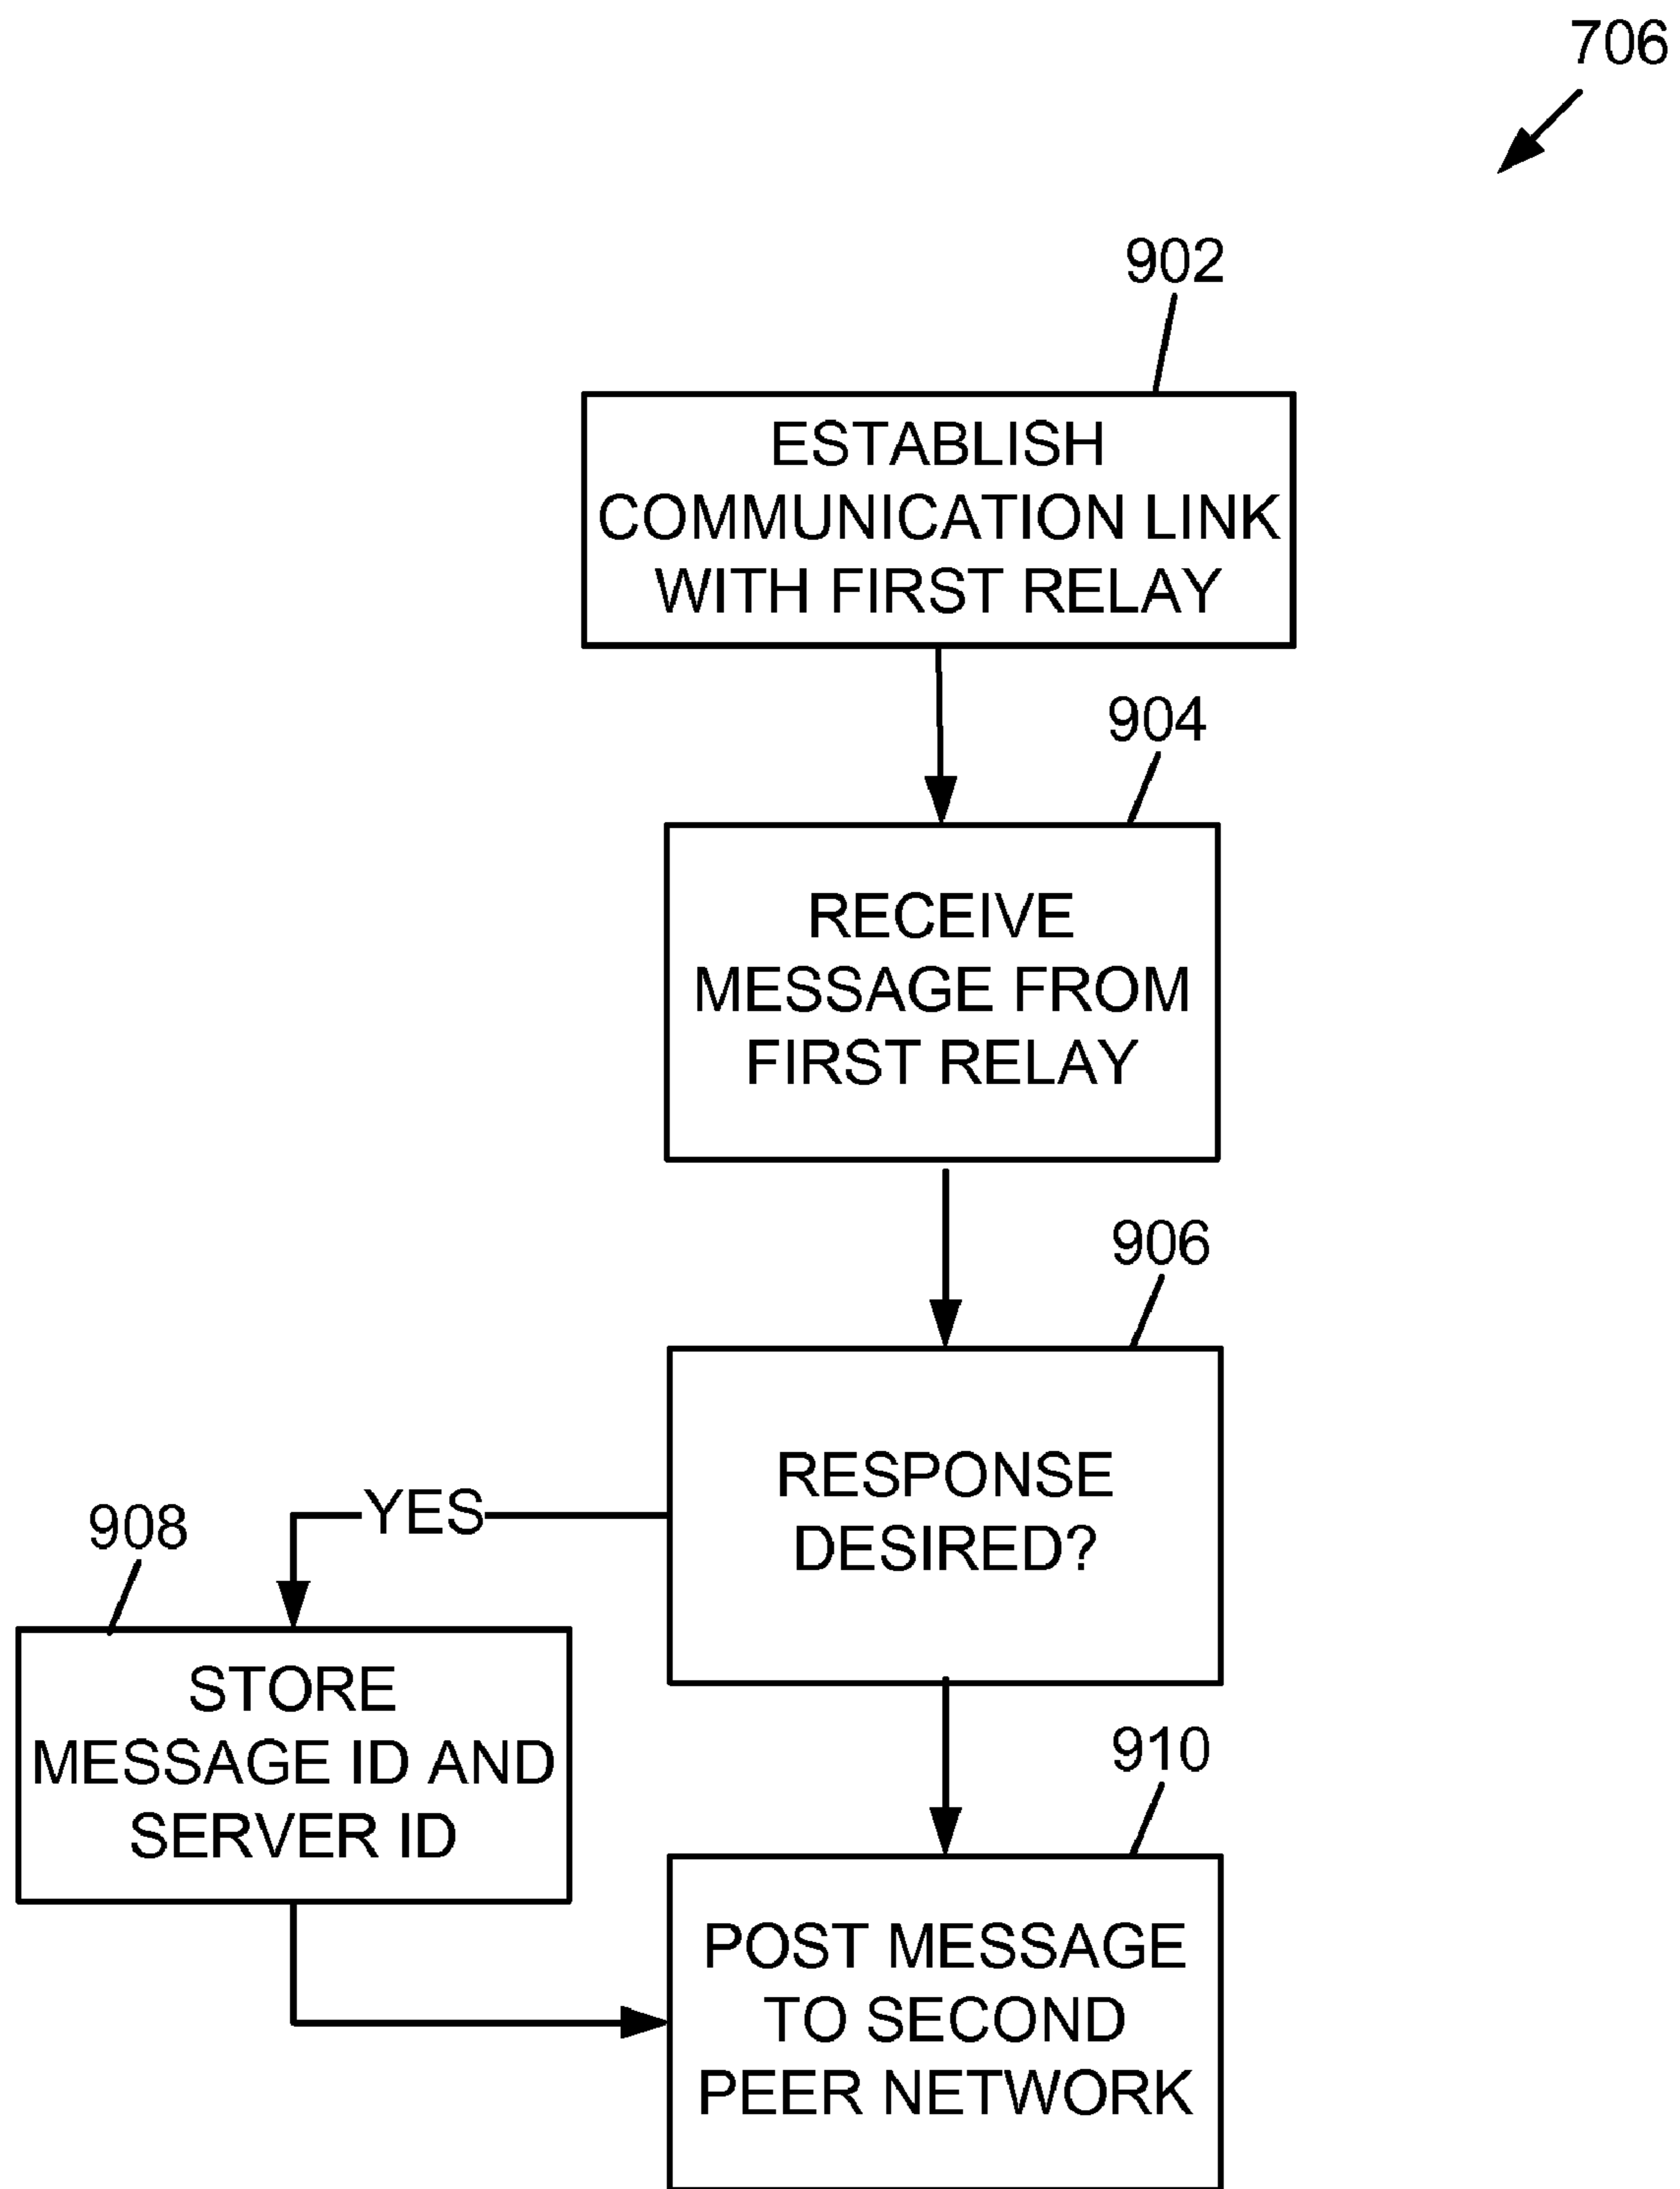 706
902
ESTABLISH
COMMUNICATION LINK
WITH FIRST RELAY
904
RECEIVE
MESSAGE FROM
FIRST RELAY
906
RESPONSE
DESIRED?
YES
908
STORE
MESSAGE ID AND
SERVER ID
910
POST MESSAGE
TO SECOND
PEER NETWORK